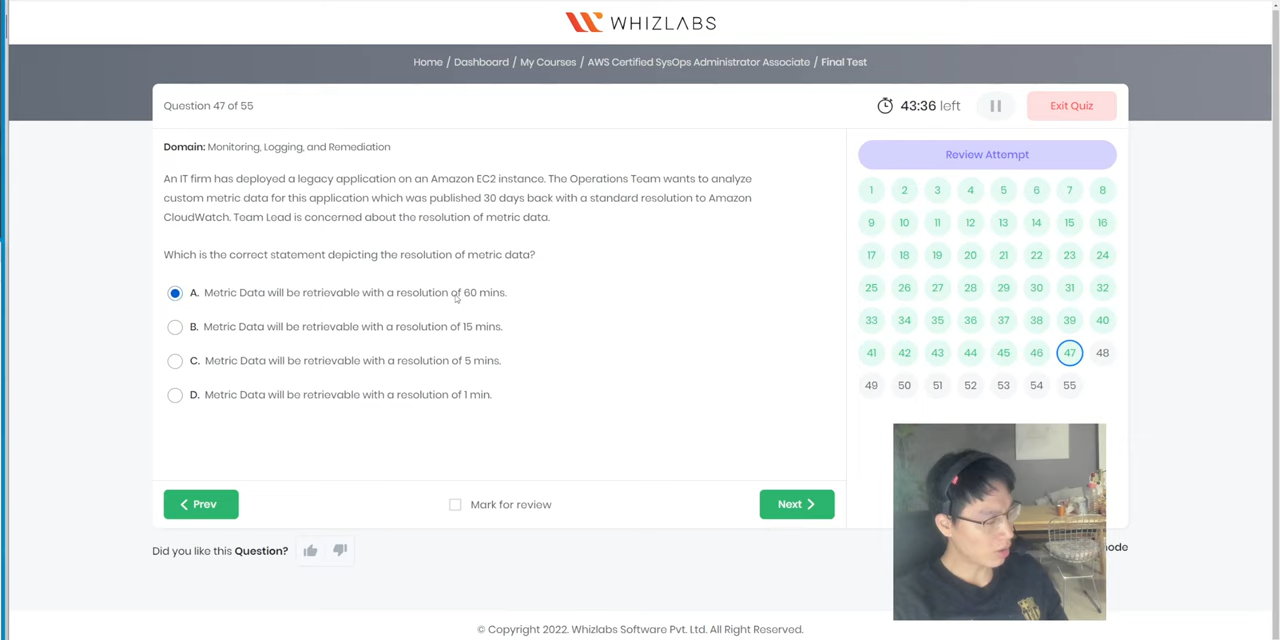 WHIZLABS
Home / Dashboard / My Courses / AWS Certified SysOps Administrator Associate / Final Test
Question 47 of 55
43:36 left
Exit Quiz
Domain: Monitoring, Logging, and Remediation
An IT firm has deployed a legacy application on an Amazon EC2 instance. The Operations Team wants to analyze
custom metric data for this application which was published 30 days back with a standard resolution to Amazon
CloudWatch. Team Lead is concerned about the resolution of metric data.
Which is the correct statement depicting the resolution of metric data?
A. Metric Data will be retrievable with a resolution of 60 mins.
B. Metric Data will be retrievable with a resolution of 15 mins.
C. Metric Data will be retrievable with a resolution of 5 mins.
D. Metric Data will be retrievable with a resolution of 1 min.
Prev
Mark for review
Next
Review Attempt
1 2 3 4 5 6 7 8
9 10 11 12 13 14 15 16
17 18 19 20 21 22 23 24
25 26 27 28 29 30 31 32
33 34 35 36 37 38 39 40
41 42 43 44 45 46 47 48
49 50 51 52 53 54 55
Did you like this Question?
© Copyright 2022. Whizlabs Software Pvt. Ltd. All Right Reserved.